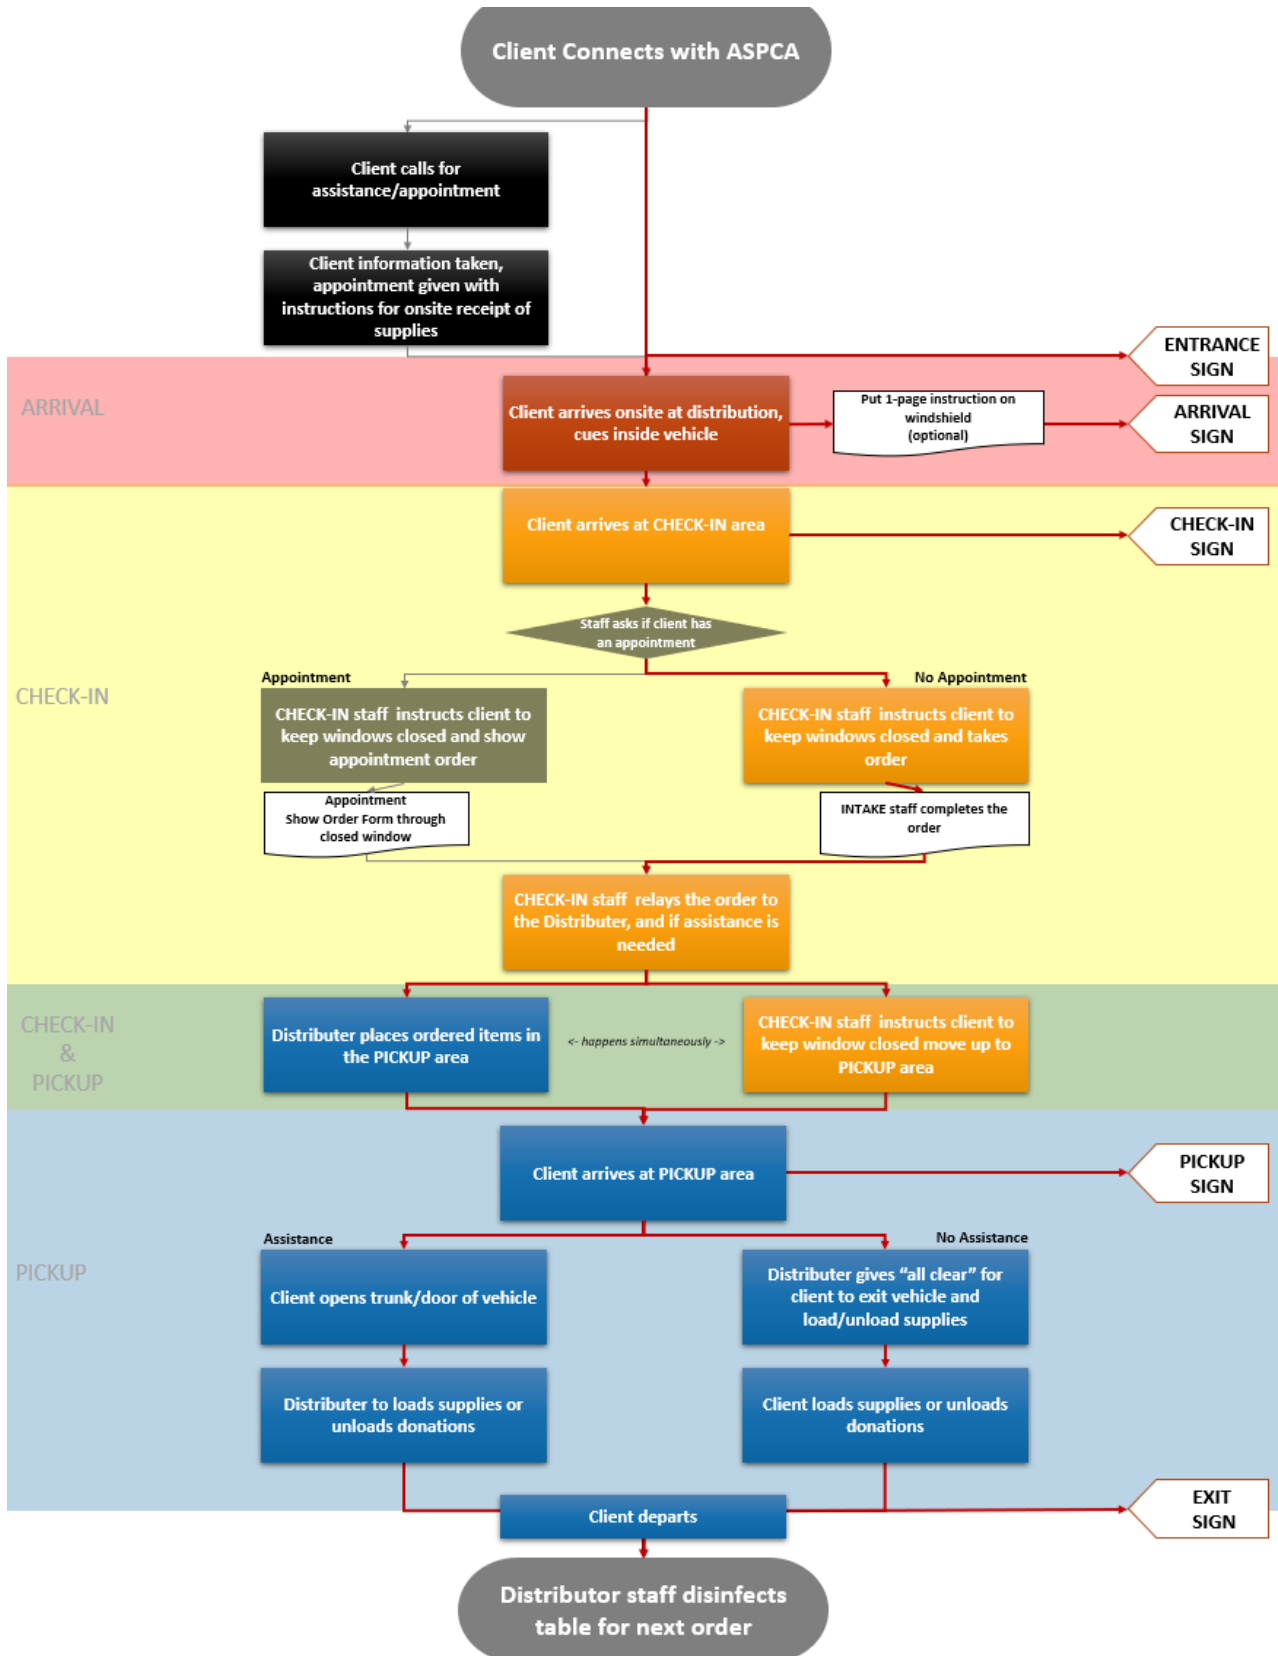 Client Connects with ASPCA
Client calls for
assistance/appointment
Client information taken,
appointment given with
instructions for onsite receipt of
supplies
ENTRANCE
SIGN
ARRIVAL
Client arrives onsite at distribution,
cues inside vehicle
Put 1-page instruction on
windshield
(optional)
ARRIVAL
SIGN
Client arrives at CHECK-IN area
CHECK-IN
SIGN
Staff asks if client has
an appointment
CHECK-IN
Appointment
No Appointment
CHECK-IN staff instructs client to
keep windows closed and show
appointment order
CHECK-IN staff instructs client to
keep windows closed and takes
order
Appointment
Show Order Form through
closed window
INTAKE staff completes the
order
CHECK-IN staff relays the order to
the Distributer, and if assistance is
needed
CHECK-IN
&
PICKUP
Distributer places ordered items in
the PICKUP area
<- happens simultaneously ->
CHECK-IN staff instructs client to
keep window closed move up to
PICKUP area
Client arrives at PICKUP area
PICKUP
SIGN
Assistance
No Assistance
PICKUP
Client opens trunk/door of vehicle
Distributer gives “all clear” for
client to exit vehicle and
load/unload supplies
Distributer to loads supplies or
unloads donations
Client loads supplies or unloads
donations
Client departs
EXIT
SIGN
Distributor staff disinfects
table for next order